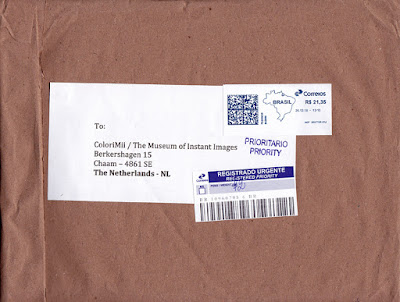 Correios
BRASIL
R$ 21,35
To:
ColoriMii / The Museum of Instant Images
Berkershagen 15
Chaam – 4861 SE
The Netherlands - NL
PRIORITARIO
PRIORITY
REGISTRADO URGENTE
REGISTERED PRIORITY